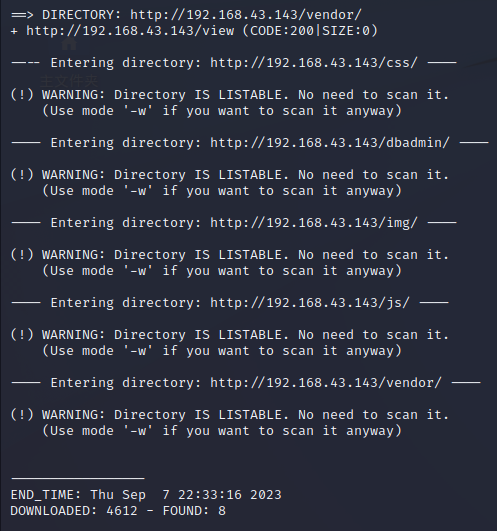 ==> DIRECTORY: http://192.168.43.143/vendor/
+ http://192.168.43.143/view (CODE:200|SIZE:0)
---- Entering directory: http://192.168.43.143/css/ ----
(!) WARNING: Directory IS LISTABLE. No need to scan it.
(Use mode '-w' if you want to scan it anyway)
---- Entering directory: http://192.168.43.143/dbadmin/ ----
(!) WARNING: Directory IS LISTABLE. No need to scan it.
(Use mode '-w' if you want to scan it anyway)
---- Entering directory: http://192.168.43.143/img/ ----
(!) WARNING: Directory IS LISTABLE. No need to scan it.
(Use mode '-w' if you want to scan it anyway)
---- Entering directory: http://192.168.43.143/js/ ----
(!) WARNING: Directory IS LISTABLE. No need to scan it.
(Use mode '-w' if you want to scan it anyway)
---- Entering directory: http://192.168.43.143/vendor/ ----
(!) WARNING: Directory IS LISTABLE. No need to scan it.
(Use mode '-w' if you want to scan it anyway)
-----------------
END_TIME: Thu Sep  7 22:33:16 2023
DOWNLOADED: 4612 - FOUND: 8